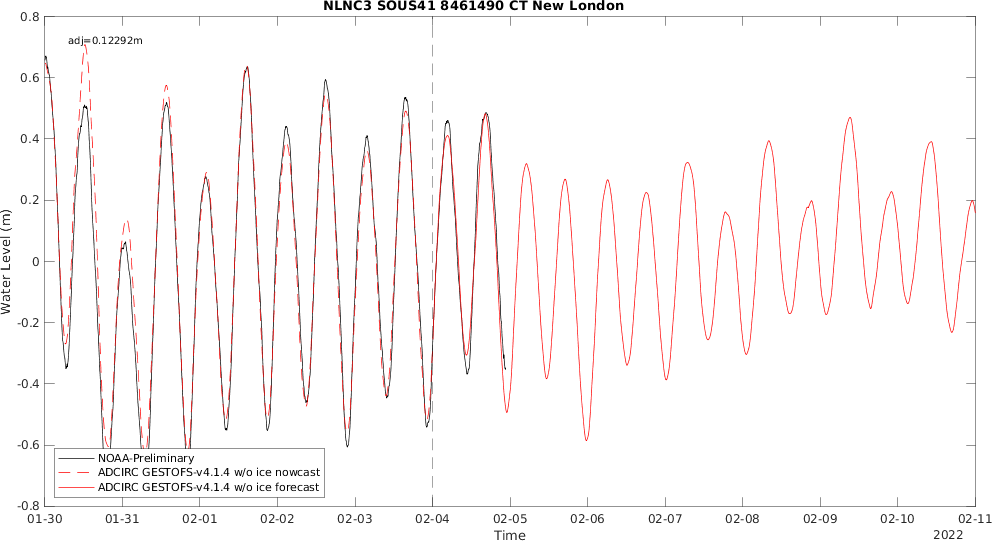 NLNC3 SOUS41 8461490 CT New London
adj=0.12292m
0.8
0.6
0.4
0.2
0
-0.2
-0.4
-0.6
-0.8
Water Level (m)
NOAA-Preliminary
ADCIRC GESTOFS-v4.1.4 w/o ice nowcast
ADCIRC GESTOFS-v4.1.4 w/o ice forecast
01-30 01-31 02-01 02-02 02-03 02-04 02-05 02-06 02-07 02-08 02-09 02-10 02-11
Time
2022